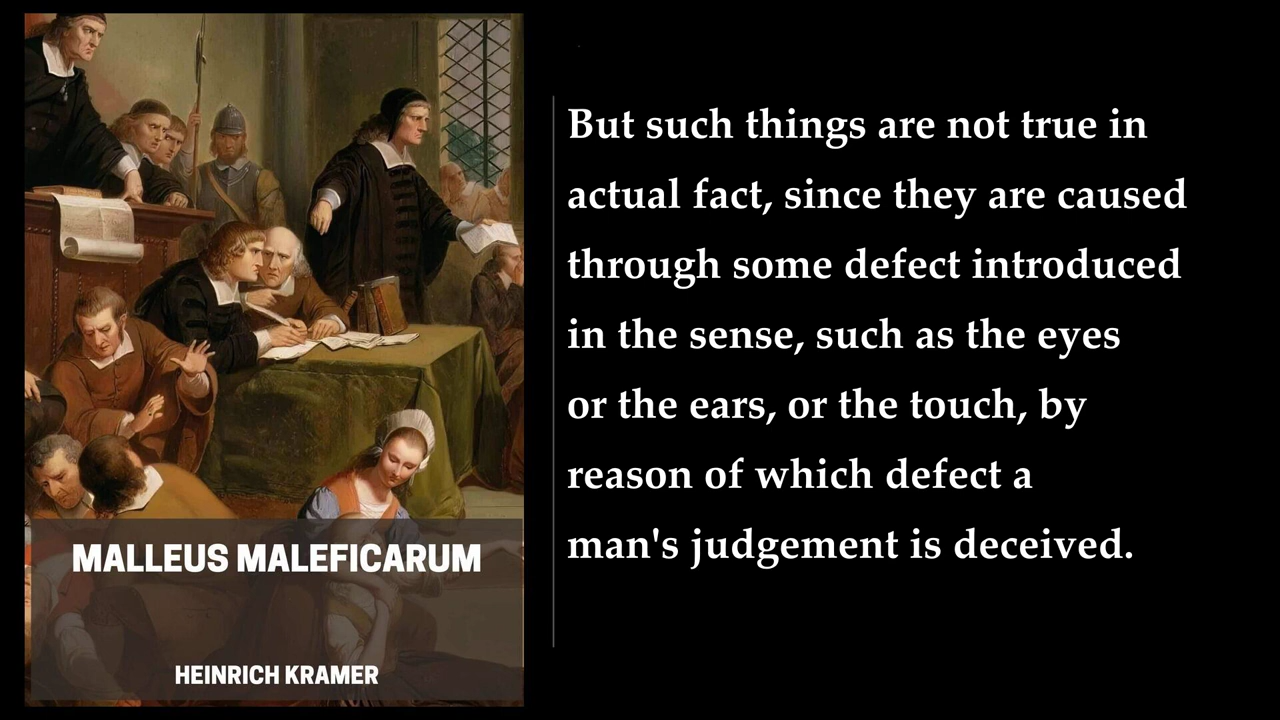 MALLEUS MALEFICARUM
HEINRICH KRAMER
But such things are not true in
actual fact, since they are caused
through some defect introduced
in the sense, such as the eyes
or the ears, or the touch, by
reason of which defect a
man's judgement is deceived.